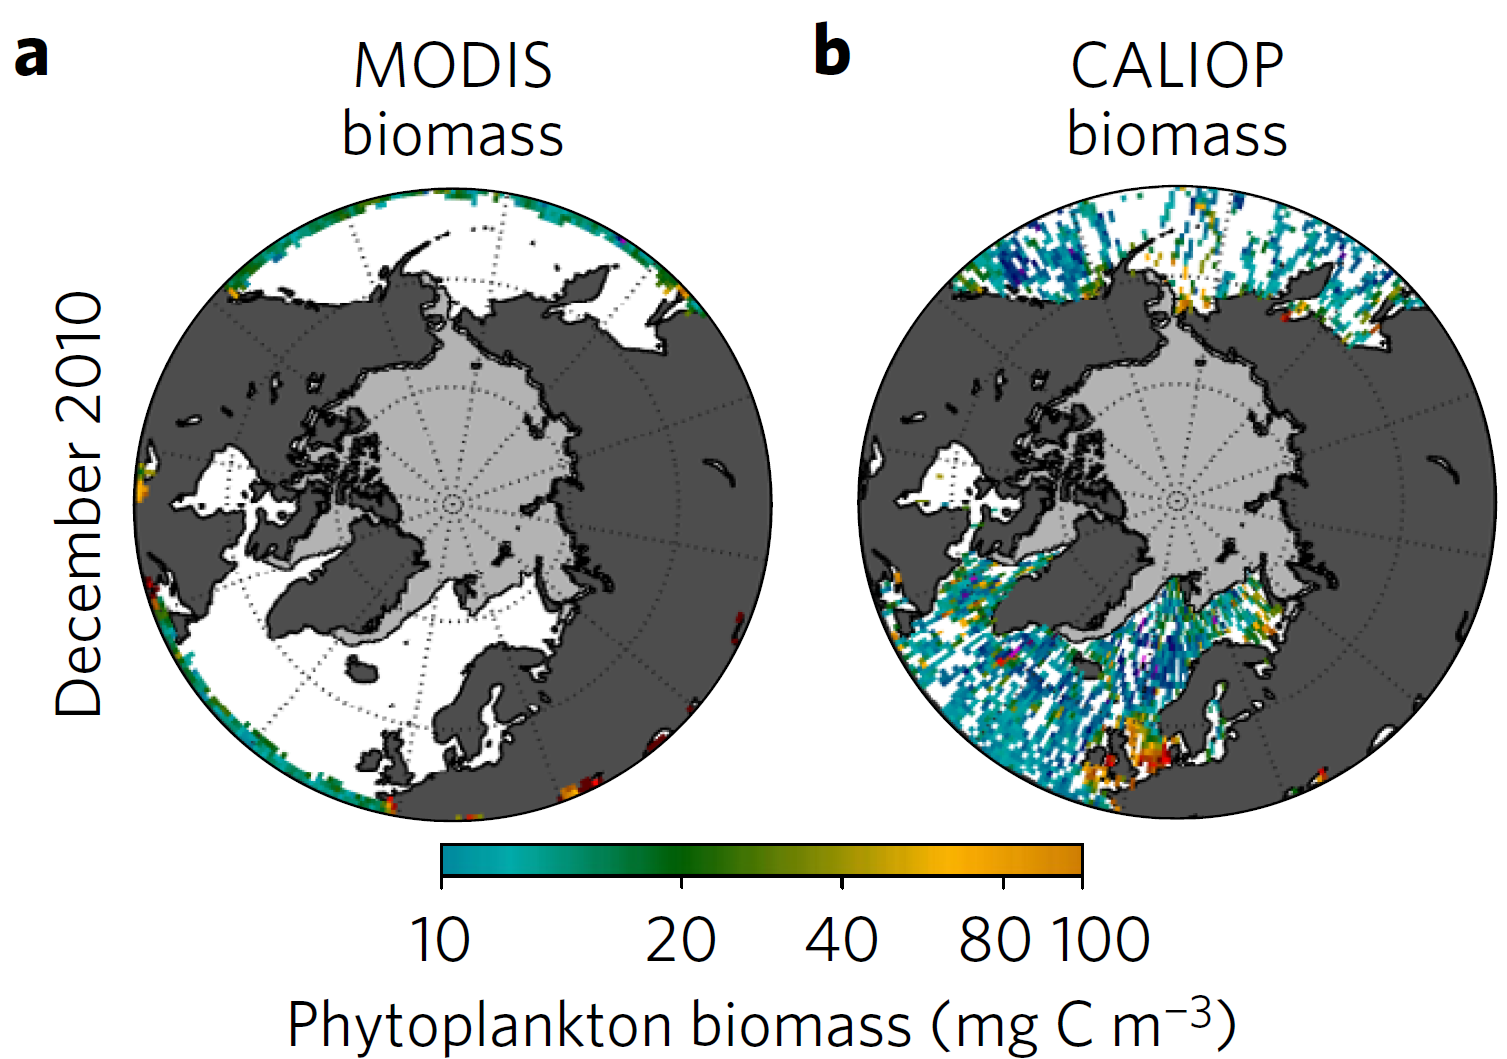 a
MODIS
biomass
b
CALIOP
biomass
December 2010
10 20 40 80 100
Phytoplankton biomass (mg C m⁻³)